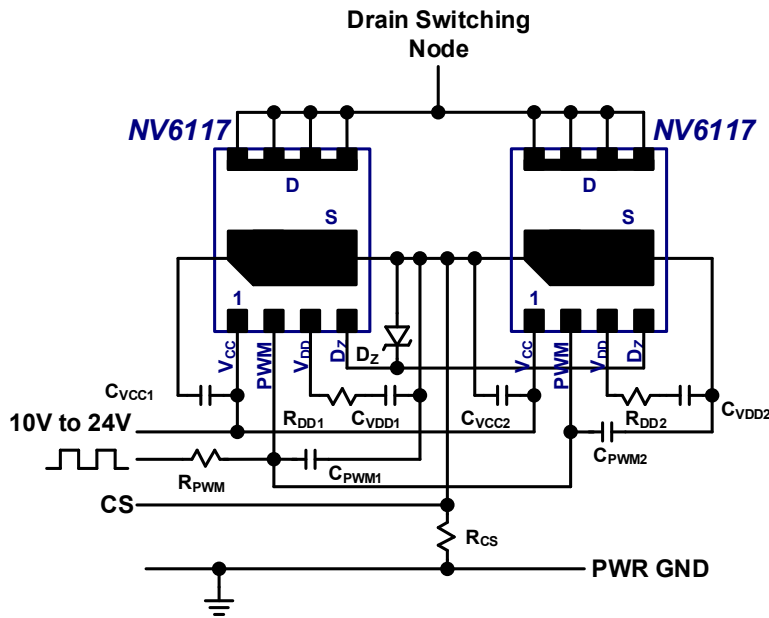 Drain Switching
Node
NV6117
NV6117
D
D
S
S
1
1
VCC
PWM
VDD
DZ
VCC
PWM
VDD
DZ
DZ
CVCC1
RDD1
CVDD1
CVCC2
RDD2
CVDD2
10V to 24V
RPWM
CPWM1
CPWM2
CS
RCS
PWR GND